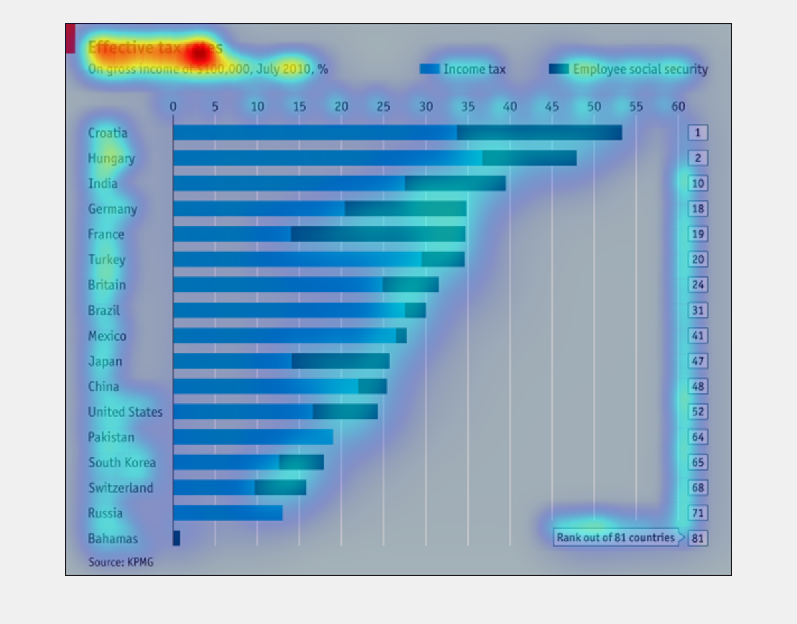 Effective tax rates
On gross income of $100,000, July 2010, %
Income tax
Employee social security
0 5 10 15 20 25 30 35 40 45 50 55 60
Croatia 1
Hungary 2
India 10
Germany 18
France 19
Turkey 20
Britain 24
Brazil 31
Mexico 41
Japan 47
China 48
United States 52
Pakistan 64
South Korea 65
Switzerland 68
Russia 71
Bahamas Rank out of 81 countries 81
Source: KPMG